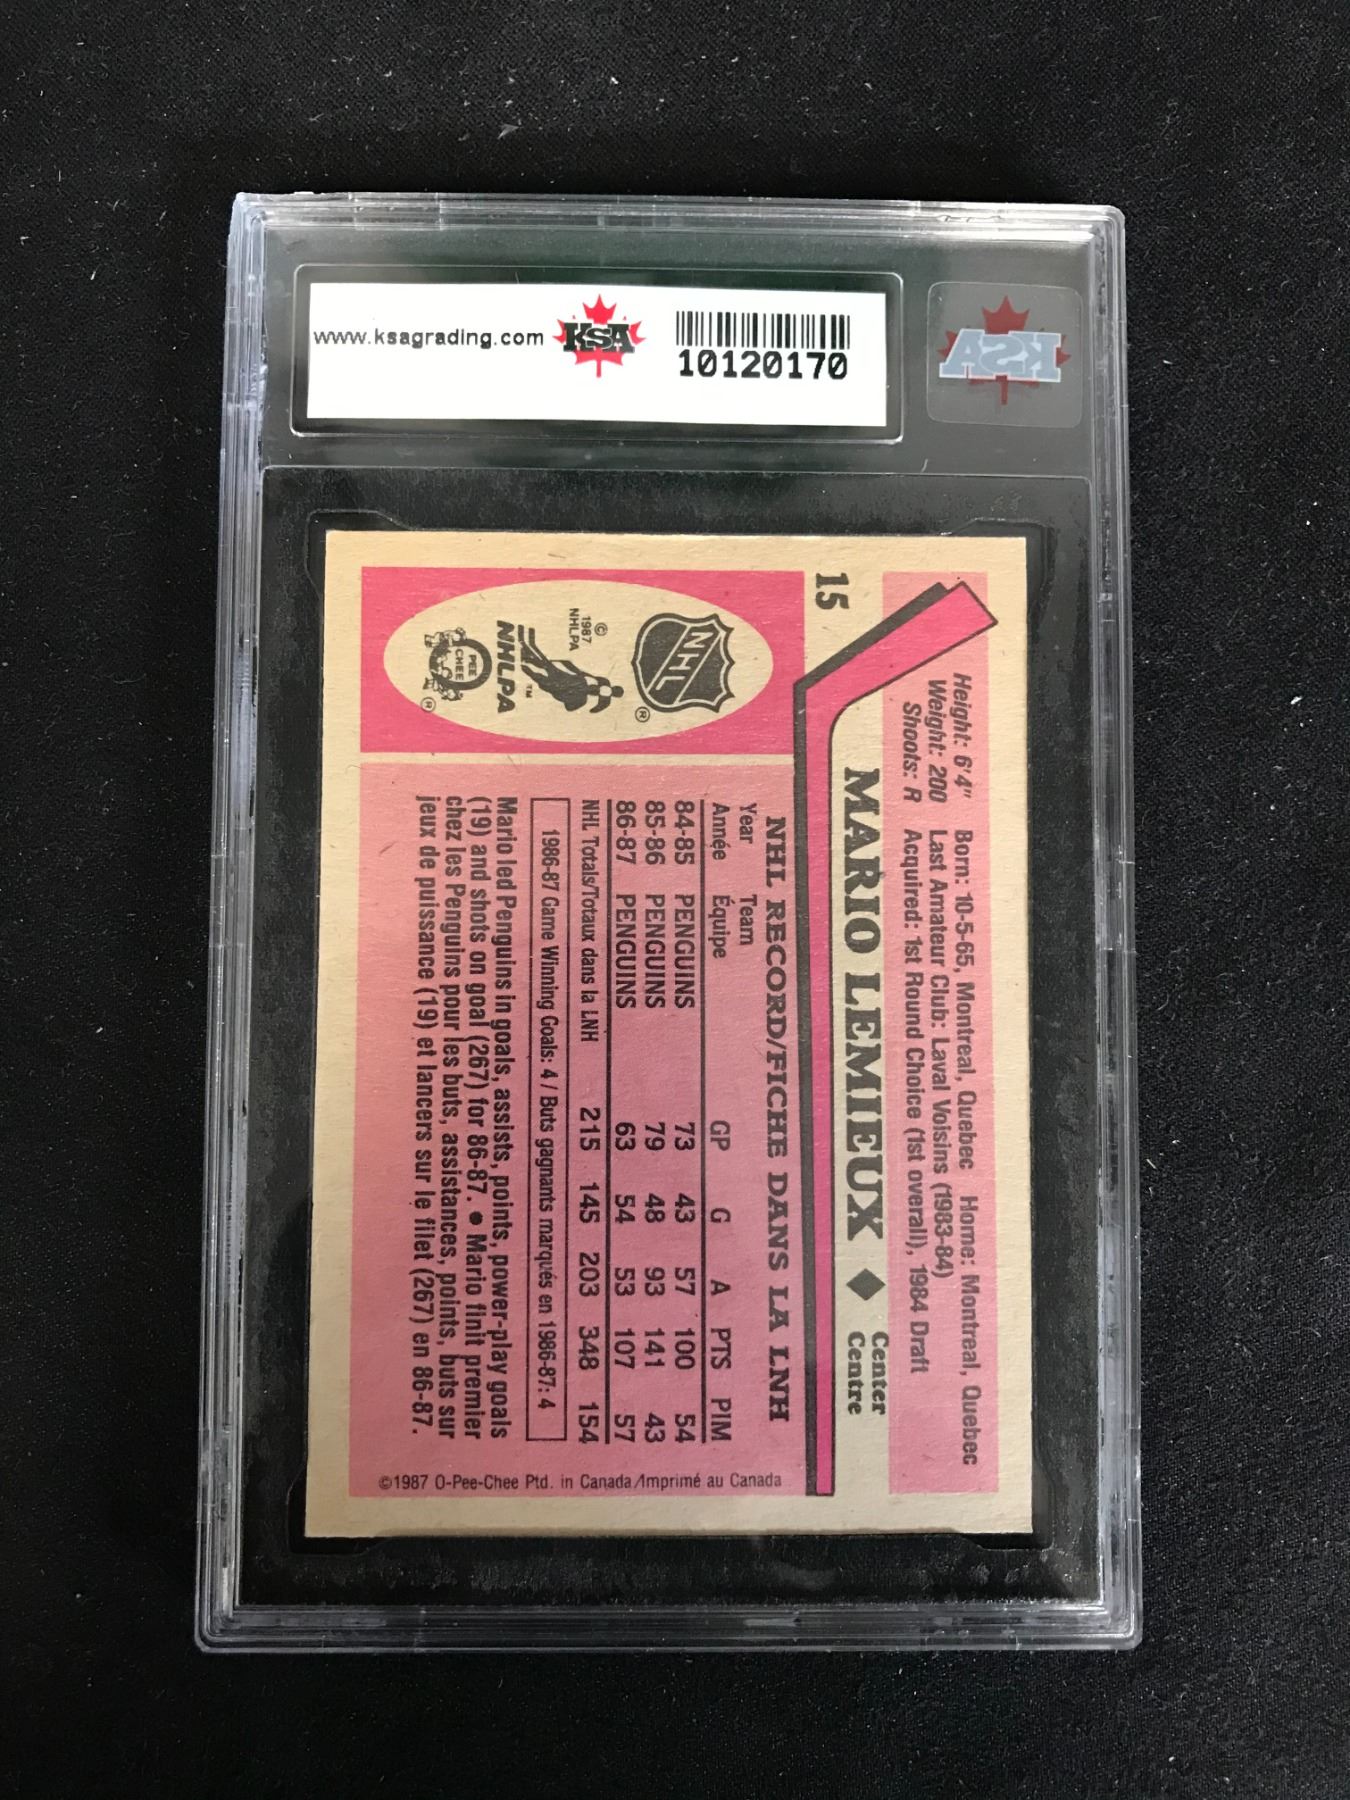 www.ksagrading.com
KSA
10120170
KSA
15
Height: 6'4" Born: 10-5-65, Montreal, Quebec Home: Montreal, Quebec
Weight: 200 Last Amateur Club: Laval Voisins (1983-84)
Shoots: R Acquired: 1st Round Choice (1st overall), 1984 Draft
MARIO LEMIEUX ◆ Center
Centre
NHL
®
© 1987
NHLPA
™
NHLPA
O
PEE
CHEE
®
NHL RECORD/FICHE DANS LA LNH
Year Team
Année Équipe GP G A PTS PIM
84-85 PENGUINS 73 43 57 100 54
85-86 PENGUINS 79 48 93 141 43
86-87 PENGUINS 63 54 53 107 57
NHL Totals/Totaux dans la LNH 215 145 203 348 154
1986-87 Game Winning Goals: 4 / Buts gagnants marqués en 1986-87: 4
Mario led Penguins in goals, assists, points, power-play goals
(19) and shots on goal (267) for 86-87. ● Mario finit premier
chez les Penguins pour les buts, assistances, points, buts sur
jeux de puissance (19) et lancers sur le filet (267) en 86-87.
©1987 O-Pee-Chee Ptd. in Canada/Imprimé au Canada